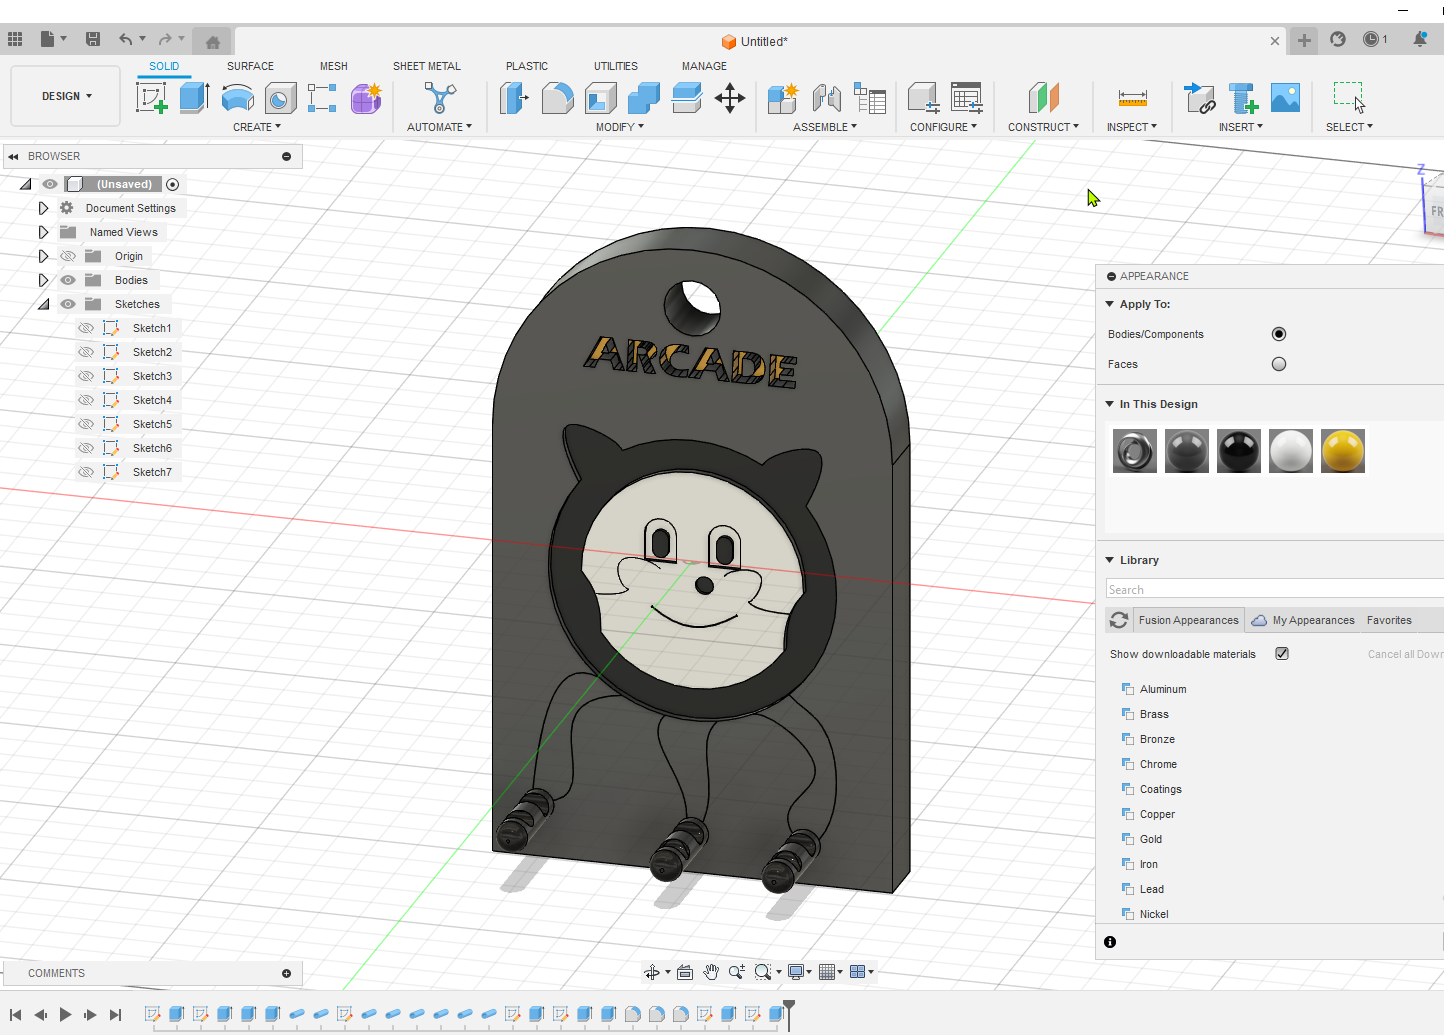 Untitled*
1
SOLID SURFACE MESH SHEET METAL PLASTIC UTILITIES MANAGE
DESIGN
CREATE AUTOMATE MODIFY ASSEMBLE CONFIGURE CONSTRUCT INSPECT INSERT SELECT
BROWSER
(Unsaved)
Document Settings
Named Views
Origin
Bodies
Sketches
Sketch1
Sketch2
Sketch3
Sketch4
Sketch5
Sketch6
Sketch7
ARCADE
Z
FR
APPEARANCE
Apply To:
Bodies/Components
Faces
In This Design
Library
Search
Fusion Appearances My Appearances Favorites
Show downloadable materials Cancel all Down
Aluminum
Brass
Bronze
Chrome
Coatings
Copper
Gold
Iron
Lead
Nickel
COMMENTS